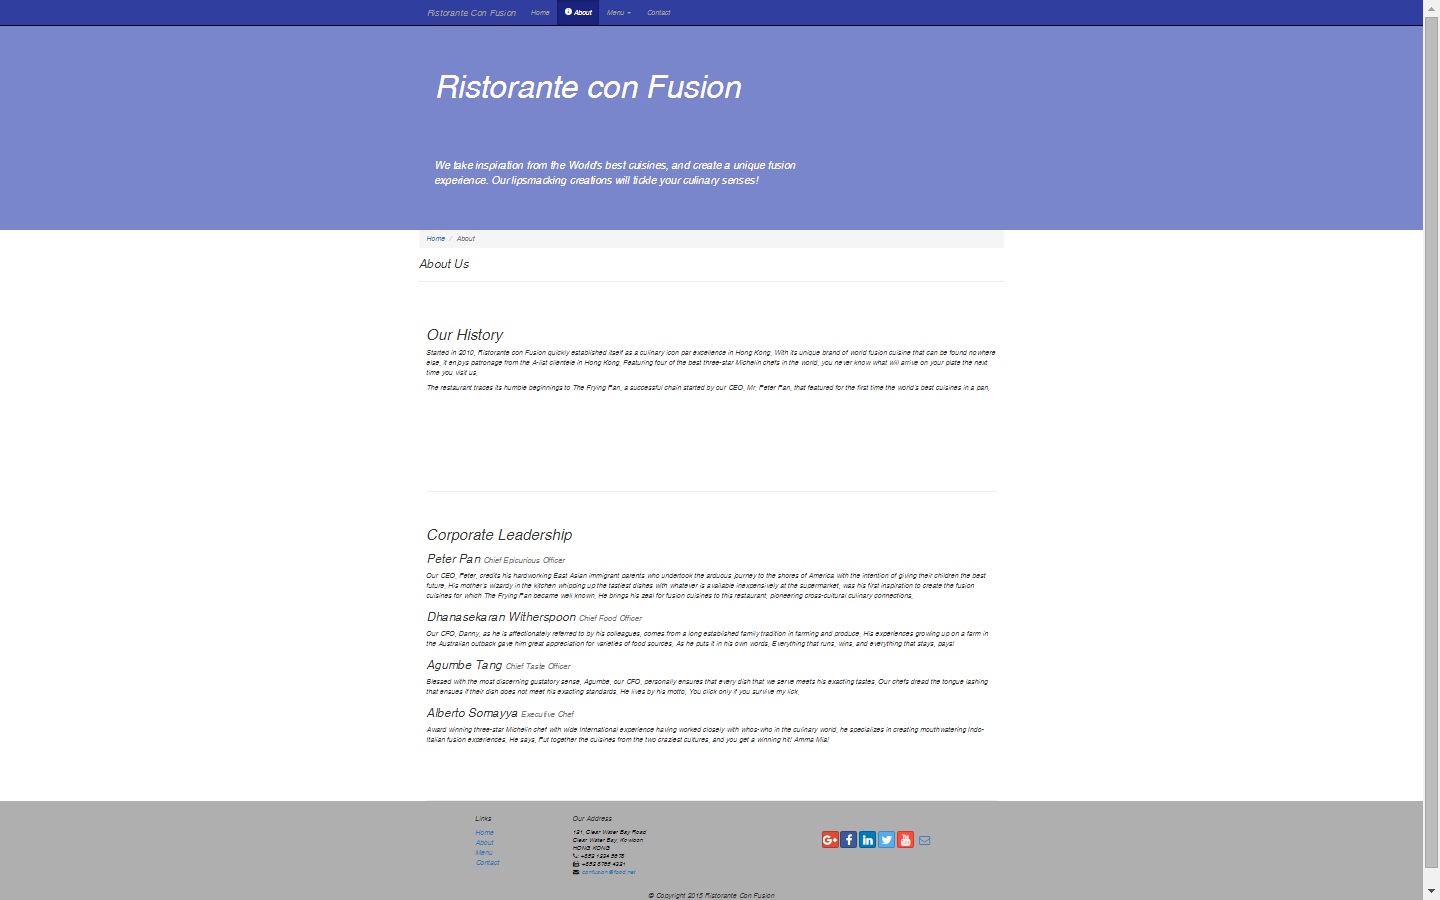 Ristorante Con Fusion Home About Menu Contact
Ristorante con Fusion
We take inspiration from the World's best cuisines, and create a unique fusion
experience. Our lipsmacking creations will tickle your culinary senses!
Home / About
About Us
Our History
Started in 2010, Ristorante con Fusion quickly established itself as a culinary icon par excellence in Hong Kong. With its unique brand of world fusion cuisine that can be found nowhere
else, it enjoys patronage from the A-list clientele in Hong Kong. Featuring four of the best three-star Michelin chefs in the world, you never know what will arrive on your plate the next
time you visit us.
The restaurant traces its humble beginnings to The Frying Pan, a successful chain started by our CEO, Mr. Peter Pan, that featured for the first time the world's best cuisines in a pan.
Corporate Leadership
Peter Pan Chief Epicurious Officer
Our CEO, Peter, credits his hardworking East Asian immigrant parents who undertook the arduous journey to the shores of America with the intention of giving their children the best
future. His mother's wizardy in the kitchen whipping up the tastiest dishes with whatever is available inexpensively at the supermarket, was his first inspiration to create the fusion
cuisines for which The Frying Pan became well known. He brings his zeal for fusion cuisines to this restaurant, pioneering cross-cultural culinary connections.
Dhanasekaran Witherspoon Chief Food Officer
Our CFO, Danny, as he is affectionately referred to by his colleagues, comes from a long established family tradition in farming and produce. His experiences growing up on a farm in
the Australian outback gave him great appreciation for varieties of food sources. As he puts it in his own words, Everything that runs, wins, and everything that stays, pays!
Agumbe Tang Chief Taste Officer
Blessed with the most discerning gustatory sense, Agumbe, our CFO, personally ensures that every dish that we serve meets his exacting tastes. Our chefs dread the tongue lashing
that ensues if their dish does not meet his exacting standards. He lives by his motto, You click only if you survive my lick.
Alberto Somayya Executive Chef
Award winning three-star Michelin chef with wide International experience having worked closely with whos-who in the culinary world, he specializes in creating mouthwatering Indo-
Italian fusion experiences. He says, Put together the cuisines from the two craziest cultures, and you get a winning hit! Amma Mia!
Links
Home
About
Menu
Contact
Our Address
121, Clear Water Bay Road
Clear Water Bay, Kowloon
HONG KONG
: +852 1234 5678
: +852 8765 4321
: confusion@food.net
© Copyright 2015 Ristorante Con Fusion